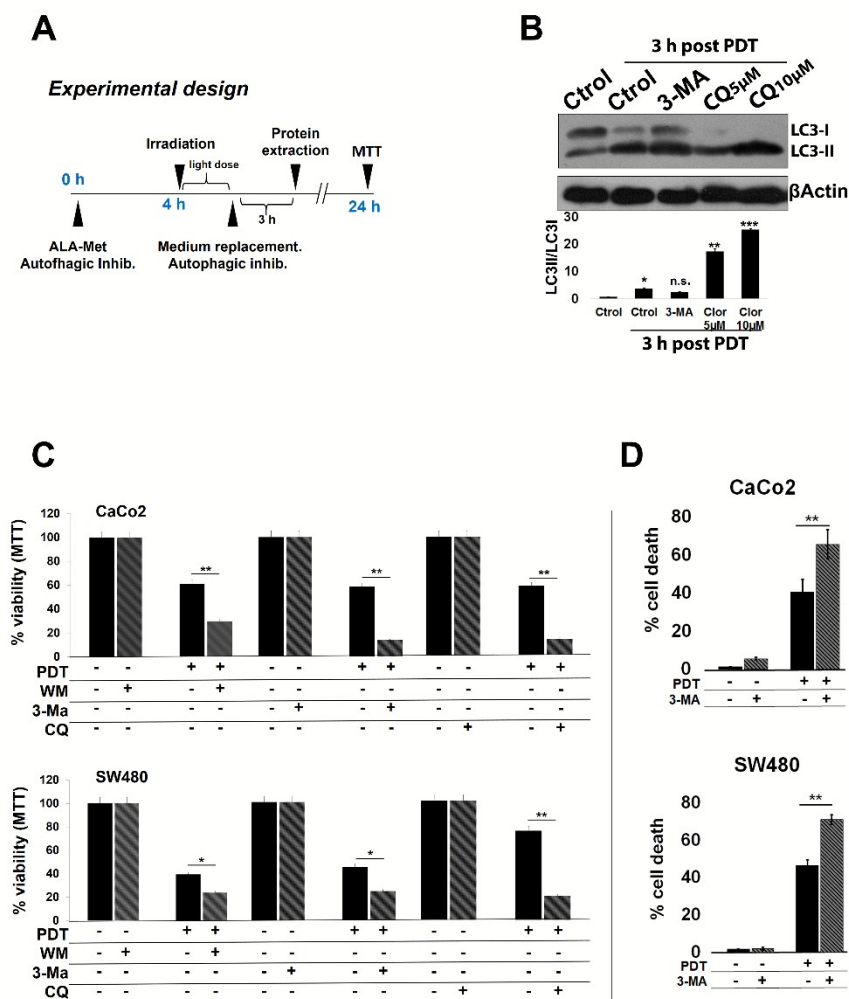 A
Experimental design
Irradiation
Protein
extraction
MTT
light dose
0 h
4 h
3 h
24 h
ALA-Met
Autofhagic Inhib.
Medium replacement.
Autophagic inhib.
B
3 h post PDT
Ctrol
Ctrol
3-MA
CQ5µM
CQ10µM
LC3-I
LC3-II
βActin
LC3II/LC3I
30
20
10
0
*
n.s.
**
***
Ctrol
Ctrol
3-MA
Clor
5µM
Clor
10µM
3 h post PDT
C
CaCo2
% viability (MTT)
120
100
80
60
40
20
0
** ** **
PDT - - + + - - + + - - + +
WM - + - + - - - - - - - -
3-Ma - - - - - + - + - - - -
CQ - - - - - - - - - + - +
SW480
% viability (MTT)
120
100
80
60
40
20
0
* * **
PDT - - + + - - + + - - + +
WM - + - + - - - - - - - -
3-Ma - - - - - + - + - - - -
CQ - - - - - - - - - + - +
D
CaCo2
% cell death
80
60
40
20
0
**
PDT - - + +
3-MA - + - +
SW480
% cell death
80
60
40
20
0
**
PDT - - + +
3-MA - + - +